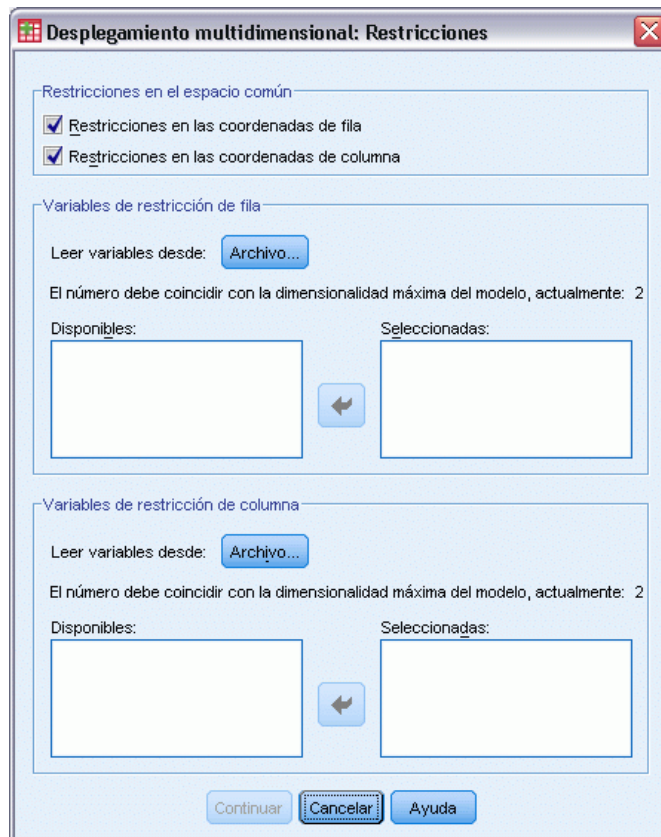 Desplegamiento multidimensional: Restricciones
Restricciones en el espacio común
Restricciones en las coordenadas de fila
Restricciones en las coordenadas de columna
Variables de restricción de fila
Leer variables desde: Archivo...
El número debe coincidir con la dimensionalidad máxima del modelo, actualmente: 2
Disponibles: Seleccionadas:
Variables de restricción de columna
Leer variables desde: Archivo...
El número debe coincidir con la dimensionalidad máxima del modelo, actualmente: 2
Disponibles: Seleccionadas:
Continuar Cancelar Ayuda